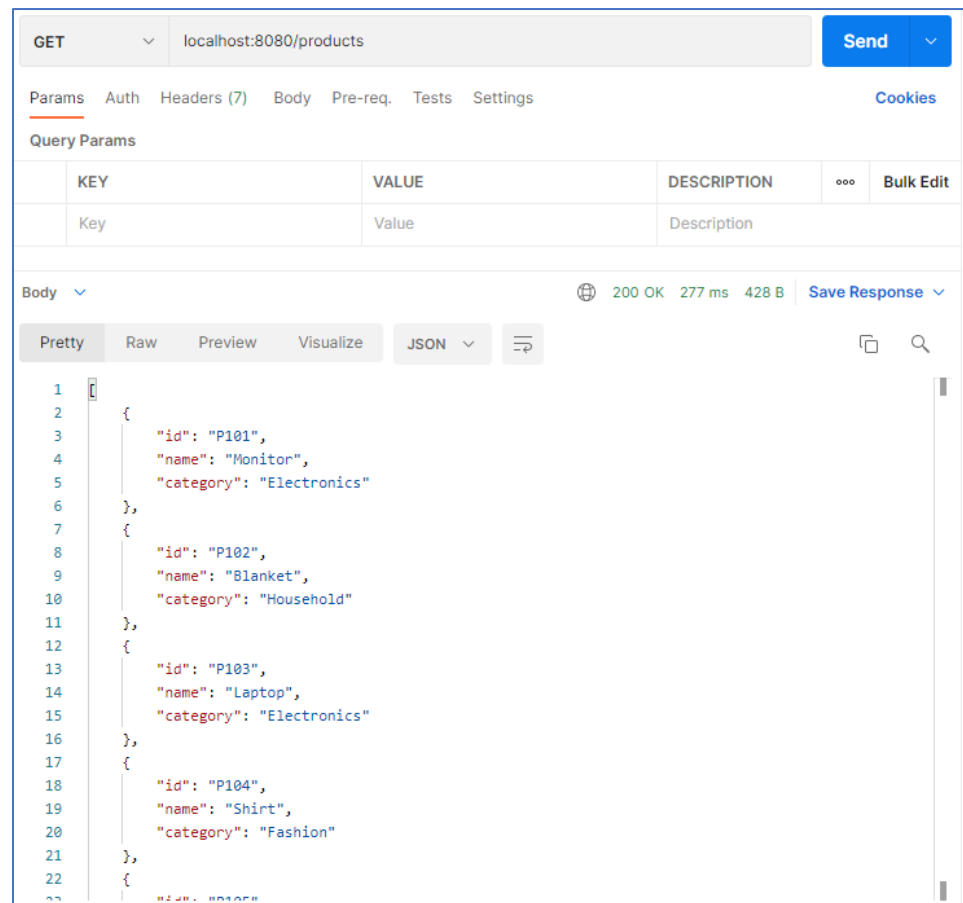 GET localhost:8080/products Send
Params Auth Headers (7) Body Pre-req. Tests Settings Cookies
Query Params
KEY VALUE DESCRIPTION ooo Bulk Edit
Key Value Description
Body 200 OK 277 ms 428 B Save Response
Pretty Raw Preview Visualize JSON
1 [
2 {
3 "id": "P101",
4 "name": "Monitor",
5 "category": "Electronics"
6 },
7 {
8 "id": "P102",
9 "name": "Blanket",
10 "category": "Household"
11 },
12 {
13 "id": "P103",
14 "name": "Laptop",
15 "category": "Electronics"
16 },
17 {
18 "id": "P104",
19 "name": "Shirt",
20 "category": "Fashion"
21 },
22 {
23 "id": "P105"